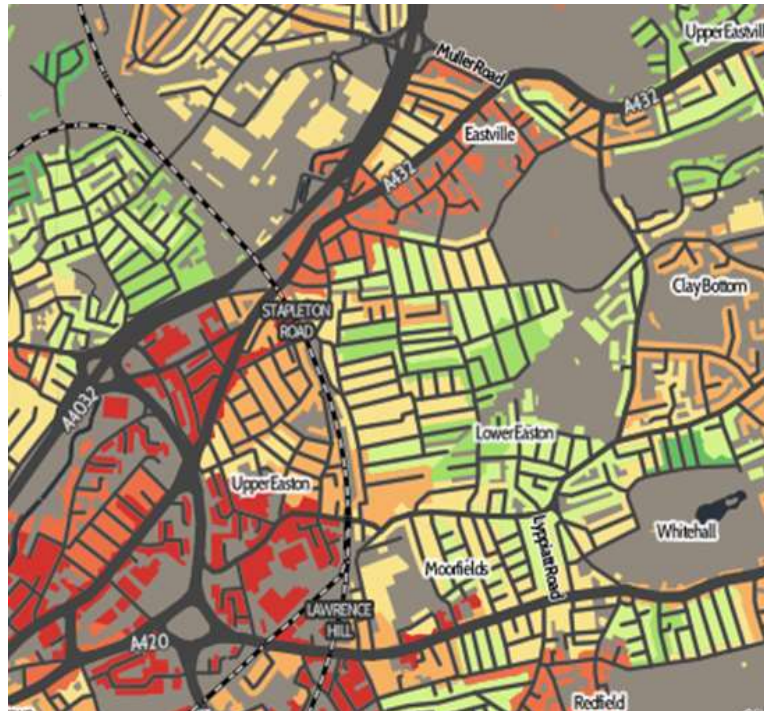 Upper Eastvill
Muller Road
A432
Eastville
A432
Clay Bottom
STAPLETON
ROAD
A4032
Lower Easton
Upper Easton
Lyppiatt Road
Whitehall
Moorfields
LAWRENCE
HILL
A420
Redfield